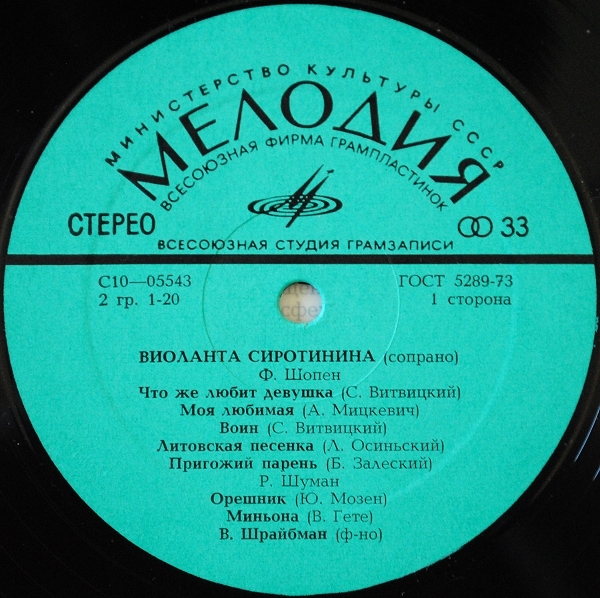 МИНИСТЕРСТВО КУЛЬТУРЫ СССР
МЕЛОДИЯ
ВСЕСОЮЗНАЯ ФИРМА ГРАМПЛАСТИНОК
СТЕРЕО
33
ВСЕСОЮЗНАЯ СТУДИЯ ГРАМЗАПИСИ
С10—05543
ГОСТ 5289-73
2 гр. 1-20
1 сторона
ВИОЛАНТА СИРОТИНИНА (сопрано)
Ф. Шопен
Что же любит девушка (С. Витвицкий)
Моя любимая (А. Мицкевич)
Воин (С. Витвицкий)
Литовская песенка (Л. Осиньский)
Пригожий парень (Б. Залеский)
Р. Шуман
Орешник (Ю. Мозен)
Миньона (В. Гете)
В. Шрайбман (ф-но)